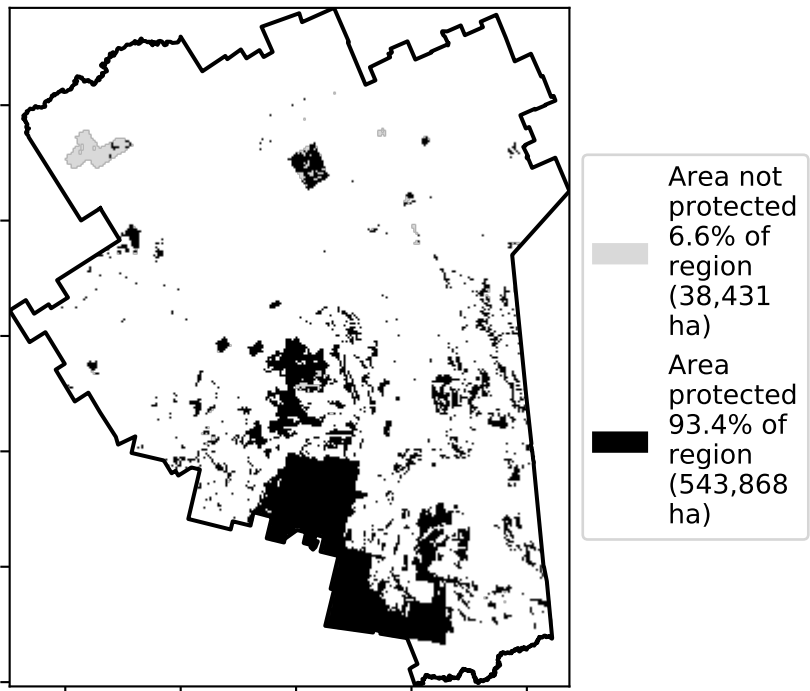 Area not
protected
6.6% of
region
(38,431
ha)
Area
protected
93.4% of
region
(543,868
ha)